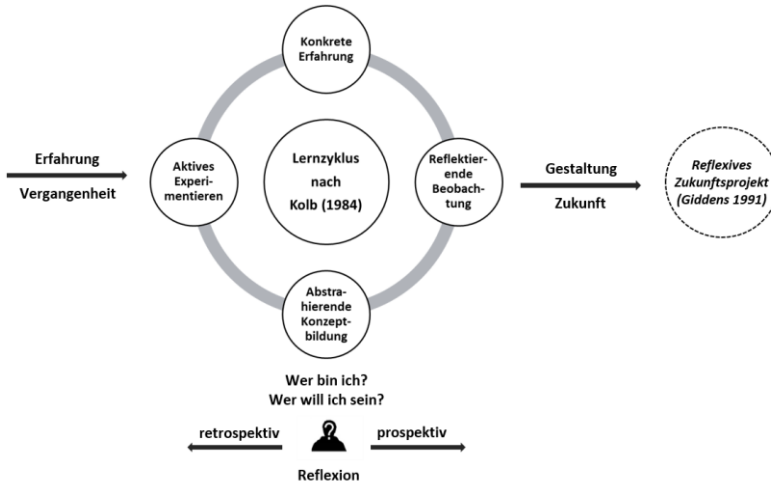 Konkrete
Erfahrung
Erfahrung
Vergangenheit
Aktives
Experi-
mentieren
Lernzyklus
nach
Kolb (1984)
Reflektier-
ende
Beobach-
tung
Gestaltung
Zukunft
Reflexives
Zukunftsprojekt
(Giddens 1991)
Abstra-
hierende
Konzept-
bildung
Wer bin ich?
Wer will ich sein?
retrospektiv
?
prospektiv
Reflexion